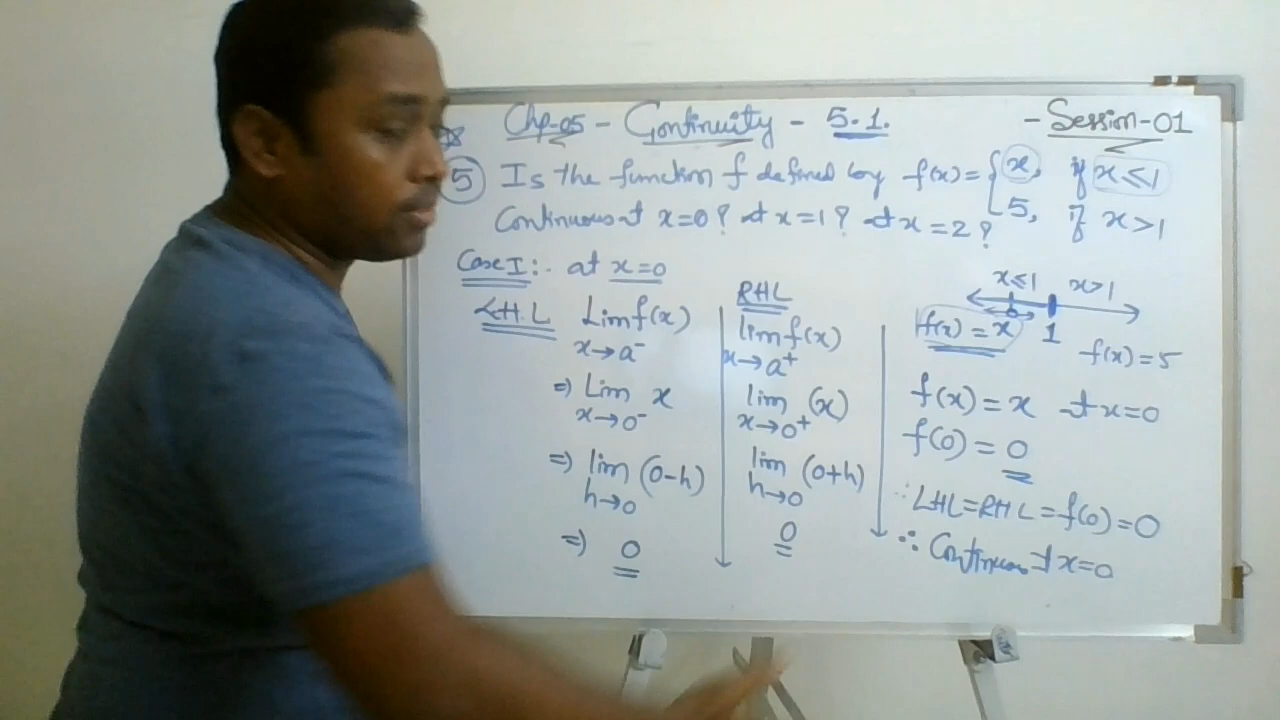 Chp-05 - Continuity - 5.1. - Session-01
5 Is the function f defined by f(x) = { x, if x ≤ 1
5, if x > 1
Continuous at x=0? at x=1? at x=2?
Case I:- at x=0
L.H.L Lim f(x)
x→a⁻
⇒ Lim x
x→0⁻
⇒ lim (0-h)
h→0
⇒ 0
RHL
lim f(x)
x→a⁺
lim (x)
x→0⁺
lim (0+h)
h→0
0
x≤1 x>1
0 1
f(x) = x
f(x) = 5
f(x) = x at x=0
f(0) = 0
∴ LHL = RHL = f(0) = 0
∴ Continuous at x=0